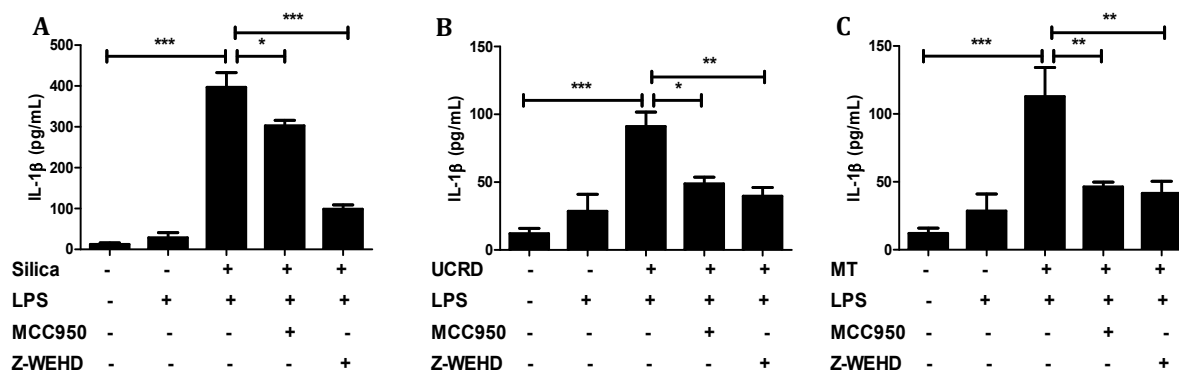 A
***
***
*
IL-1β (pg/mL)
500
400
300
200
100
0
Silica - - + + +
LPS - + + + +
MCC950 - - - + -
Z-WEHD - - - - +
B
**
***
*
IL-1β (pg/mL)
150
100
50
0
UCRD - - + + +
LPS - + + + +
MCC950 - - - + -
Z-WEHD - - - - +
C
**
***
**
IL-1β (pg/mL)
150
100
50
0
MT - - + + +
LPS - + + + +
MCC950 - - - + -
Z-WEHD - - - - +